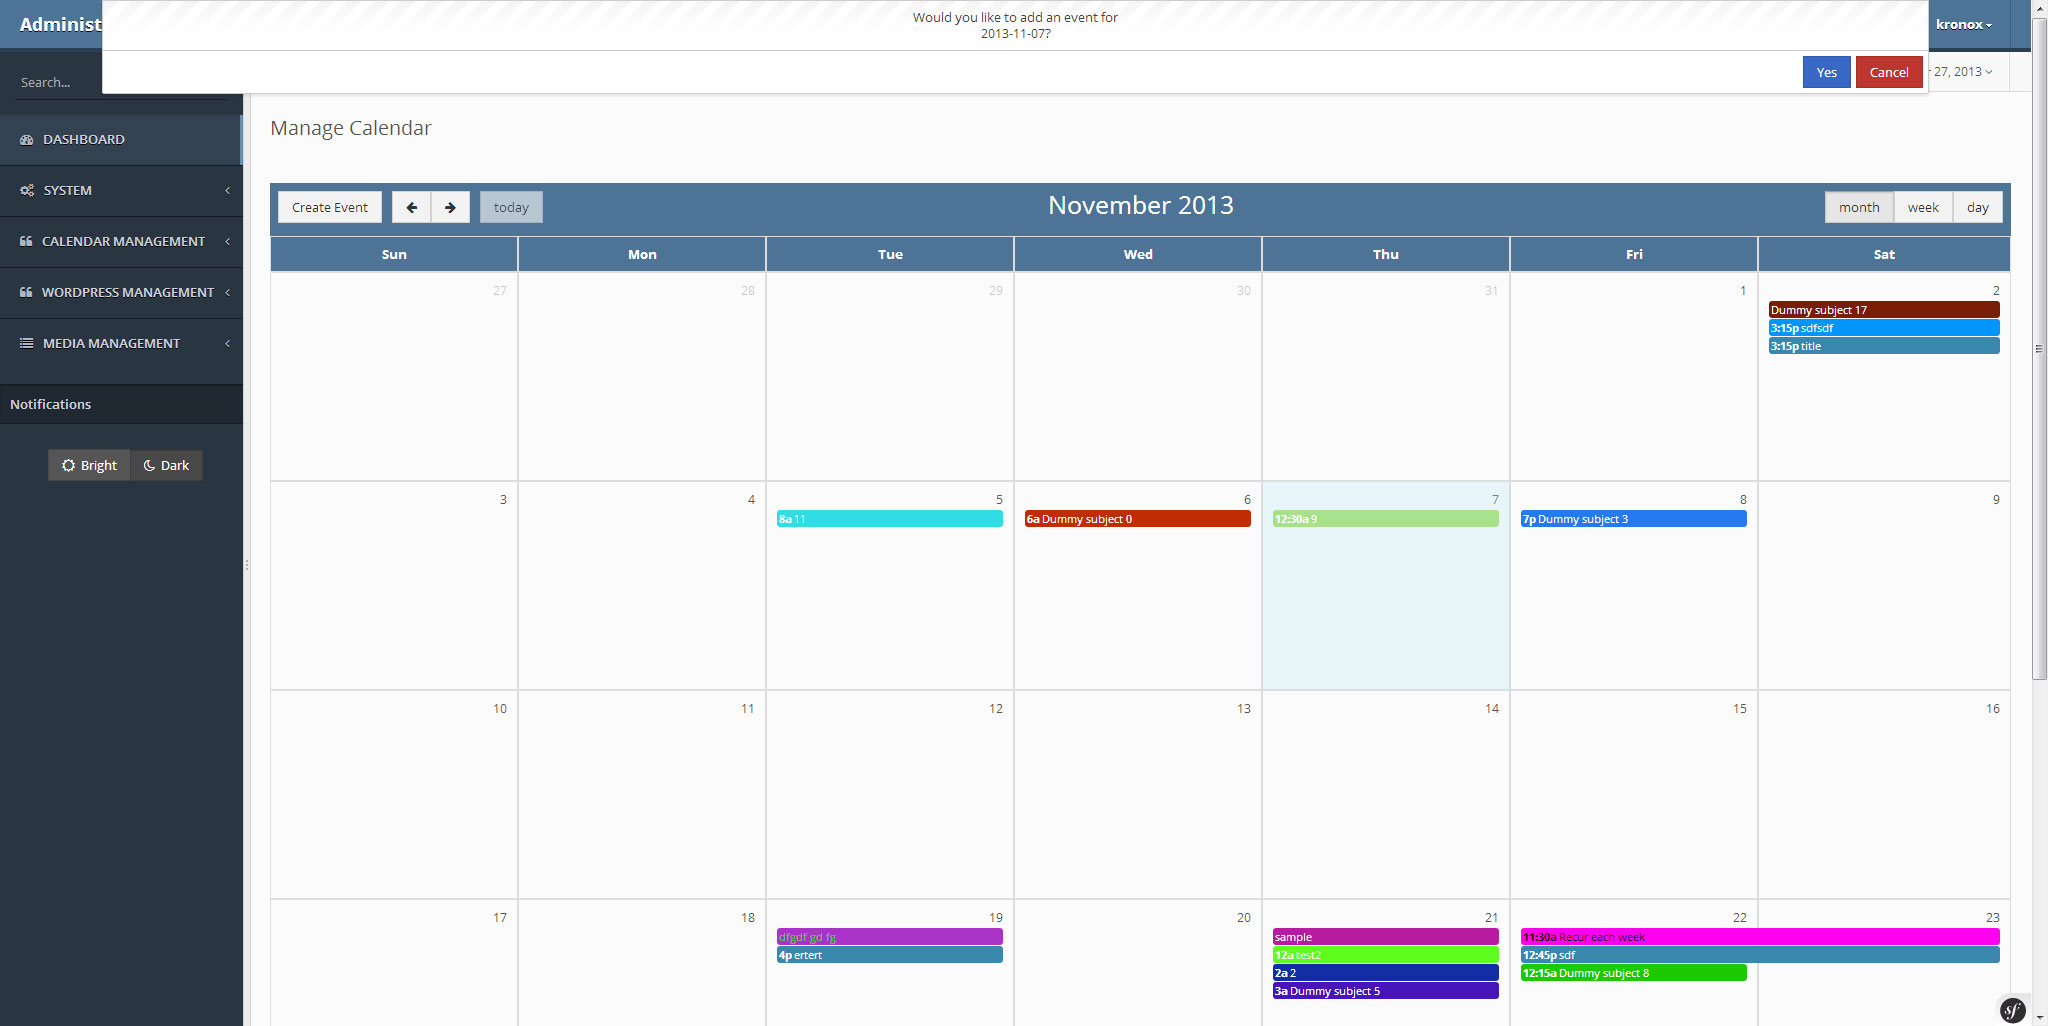 Administ
Would you like to add an event for
2013-11-07?
kronox
Yes
Cancel
27, 2013
Search...
DASHBOARD
SYSTEM
CALENDAR MANAGEMENT
WORDPRESS MANAGEMENT
MEDIA MANAGEMENT
Notifications
Bright
Dark
Manage Calendar
Create Event
today
November 2013
month
week
day
Sun Mon Tue Wed Thu Fri Sat
27 28 29 30 31 1 2
Dummy subject 17
3:15p sdfsdf
3:15p title
3 4 5 6 7 8 9
8a 11
6a Dummy subject 0
12:30a 9
7p Dummy subject 3
10 11 12 13 14 15 16
17 18 19 20 21 22 23
dfgdf gd fg
4p ertert
sample
12a test2
2a 2
3a Dummy subject 5
11:30a Recur each week
12:45p sdf
12:15a Dummy subject 8
sf